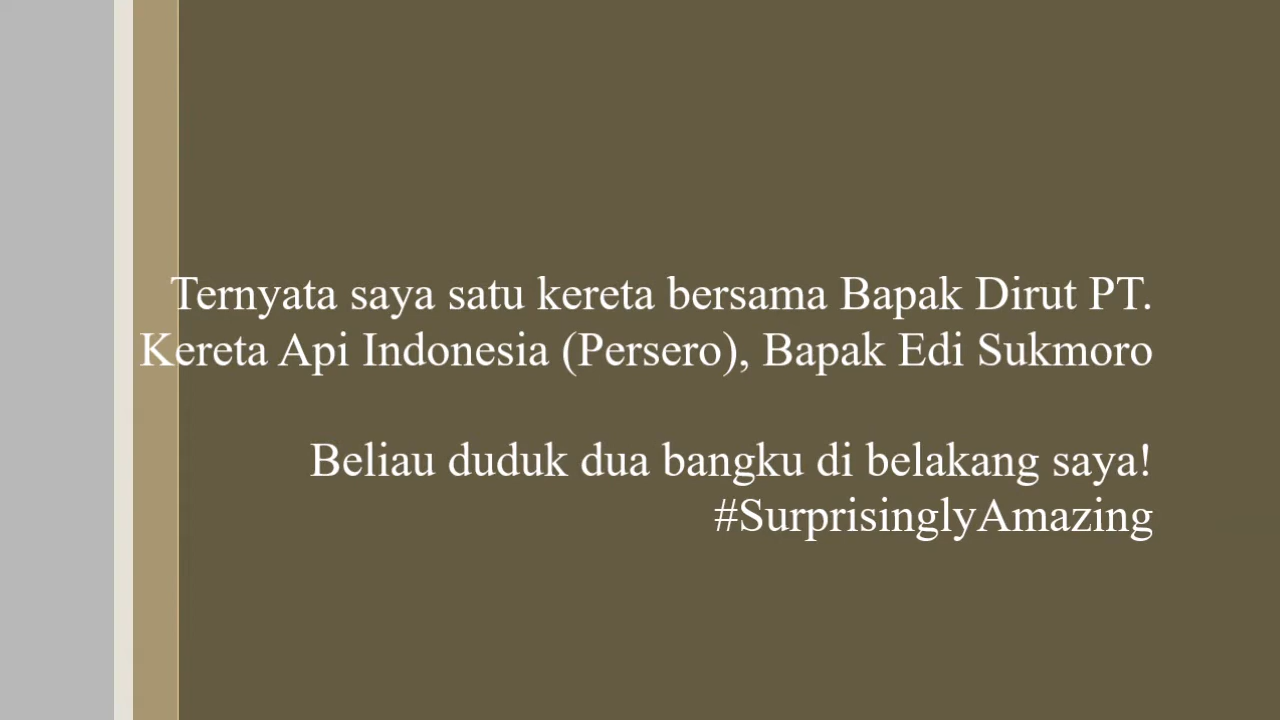 Ternyata saya satu kereta bersama Bapak Dirut PT.
Kereta Api Indonesia (Persero), Bapak Edi Sukmoro
Beliau duduk dua bangku di belakang saya!
#SurprisinglyAmazing